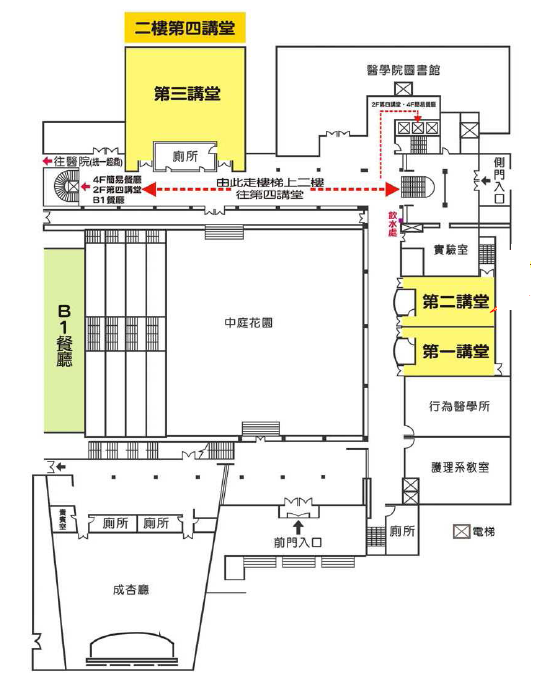 二樓第四講堂
第三講堂
廁所
醫學院圖書館
2F第四講堂、4F簡易餐廳
往醫院(統一超商)
4F簡易餐廳
2F第四講堂
B1餐廳
由此走樓梯上二樓
往第四講堂
側門入口
飲水處
實驗室
第二講堂
第一講堂
B1餐廳
中庭花園
行為醫學所
護理系教室
貴賓室
廁所
廁所
前門入口
廁所
電梯
成杏廳